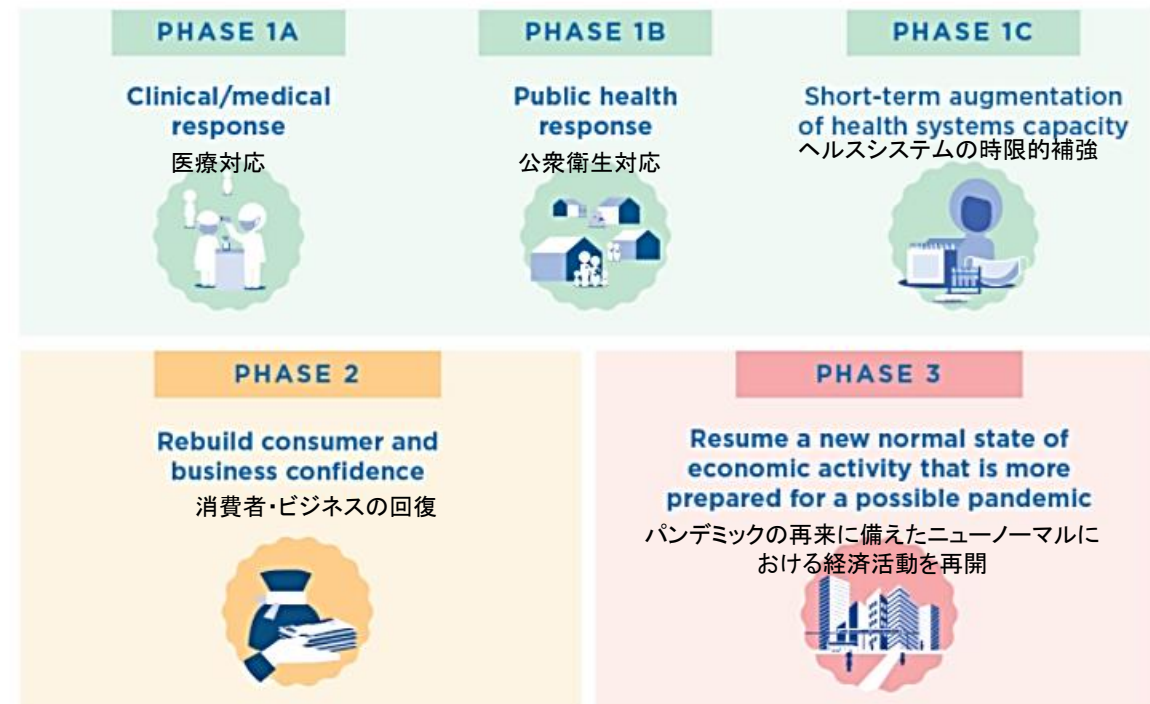 PHASE 1A
Clinical/medical
response
医療対応
PHASE 1B
Public health
response
公衆衛生対応
PHASE 1C
Short-term augmentation
of health systems capacity
ヘルスシステムの時限的補強
PHASE 2
Rebuild consumer and
business confidence
消費者・ビジネスの回復
PHASE 3
Resume a new normal state of
economic activity that is more
prepared for a possible pandemic
パンデミックの再来に備えたニューノーマルに
おける経済活動を再開